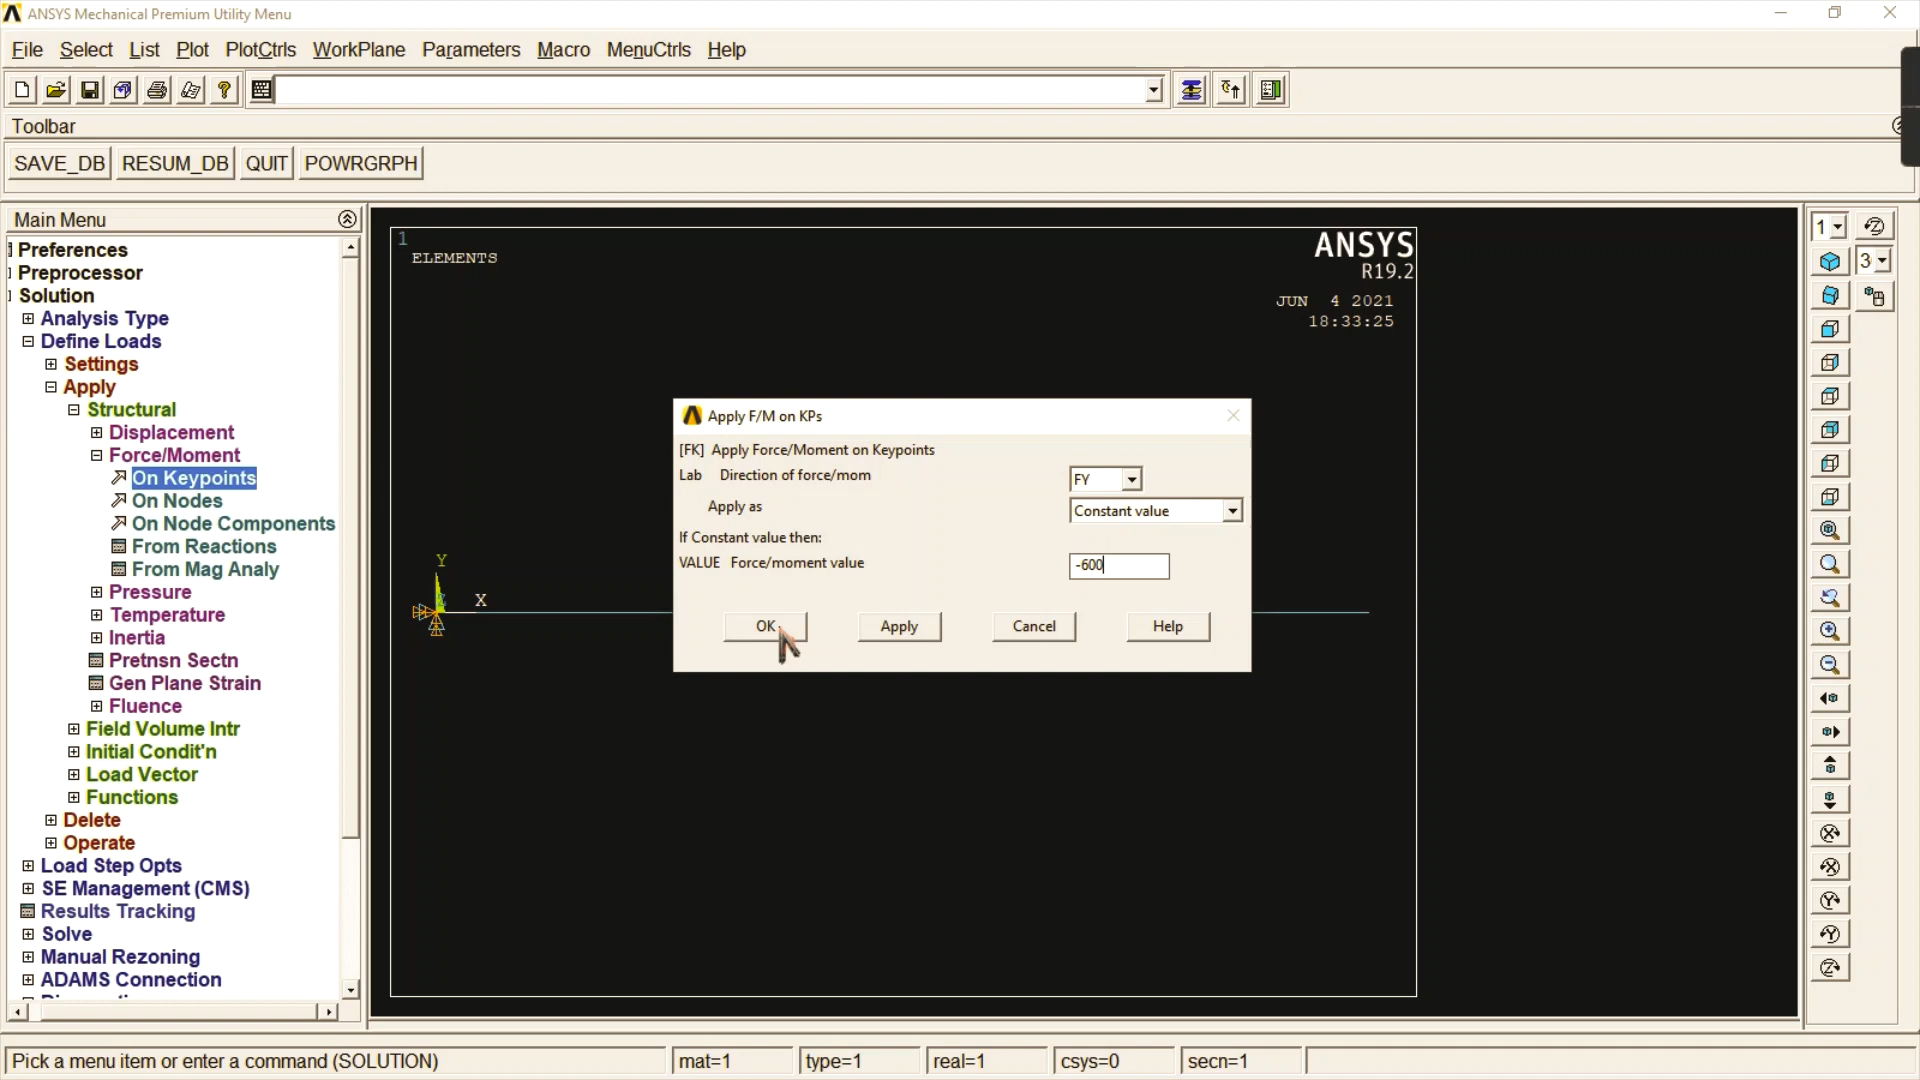 ANSYS Mechanical Premium Utility Menu
File Select List Plot PlotCtrls WorkPlane Parameters Macro MenuCtrls Help
Toolbar
SAVE_DB RESUM_DB QUIT POWRGRPH
Main Menu
Preferences
Preprocessor
Solution
Analysis Type
Define Loads
Settings
Apply
Structural
Displacement
Force/Moment
On Keypoints
On Nodes
On Node Components
From Reactions
From Mag Analy
Pressure
Temperature
Inertia
Pretnsn Sectn
Gen Plane Strain
Fluence
Field Volume Intr
Initial Condit'n
Load Vector
Functions
Delete
Operate
Load Step Opts
SE Management (CMS)
Results Tracking
Solve
Manual Rezoning
ADAMS Connection
1
ELEMENTS
ANSYS
R19.2
JUN 4 2021
18:33:25
Y
X
Apply F/M on KPs
[FK] Apply Force/Moment on Keypoints
Lab Direction of force/mom FY
Apply as Constant value
If Constant value then:
VALUE Force/moment value -600
OK Apply Cancel Help
1
3
Pick a menu item or enter a command (SOLUTION) mat=1 type=1 real=1 csys=0 secn=1